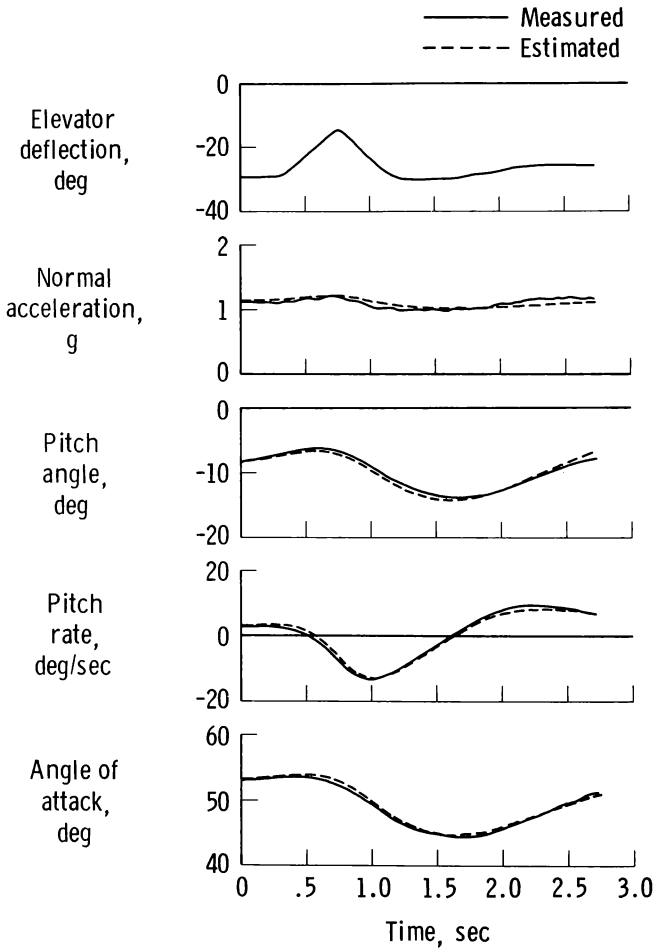 Measured
Estimated
0
Elevator
deflection,
deg
-20
-40
2
Normal
acceleration,
g
1
0
0
Pitch
angle,
deg
-10
-20
20
Pitch
rate,
deg/sec
0
-20
60
Angle of
attack,
deg
50
40
0 .5 1.0 1.5 2.0 2.5 3.0
Time, sec